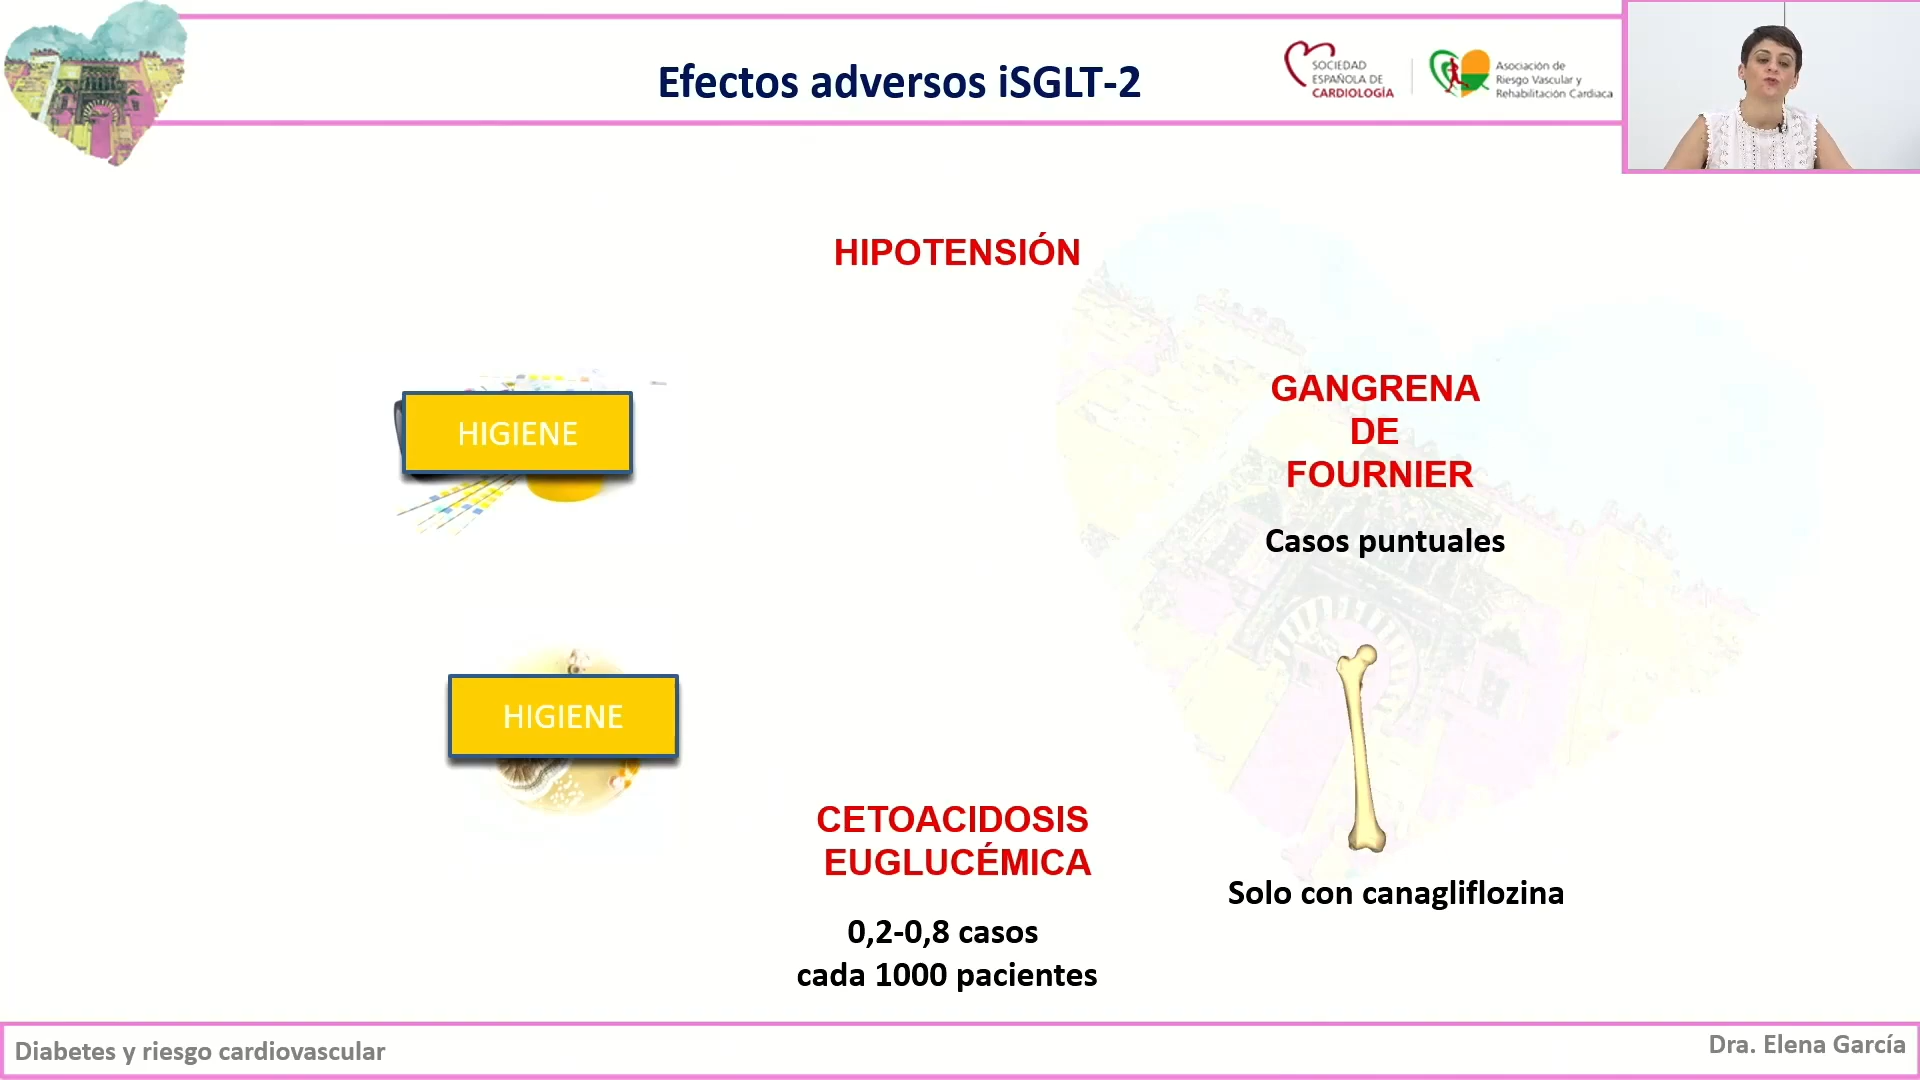 Efectos adversos iSGLT-2
SOCIEDAD
ESPAÑOLA DE
CARDIOLOGÍA
Asociación de
Riesgo Vascular y
Rehabilitación Cardiaca
HIPOTENSIÓN
HIGIENE
GANGRENA
DE
FOURNIER
Casos puntuales
HIGIENE
CETOACIDOSIS
EUGLUCÉMICA
0,2-0,8 casos
cada 1000 pacientes
Solo con canagliflozina
Diabetes y riesgo cardiovascular
Dra. Elena García